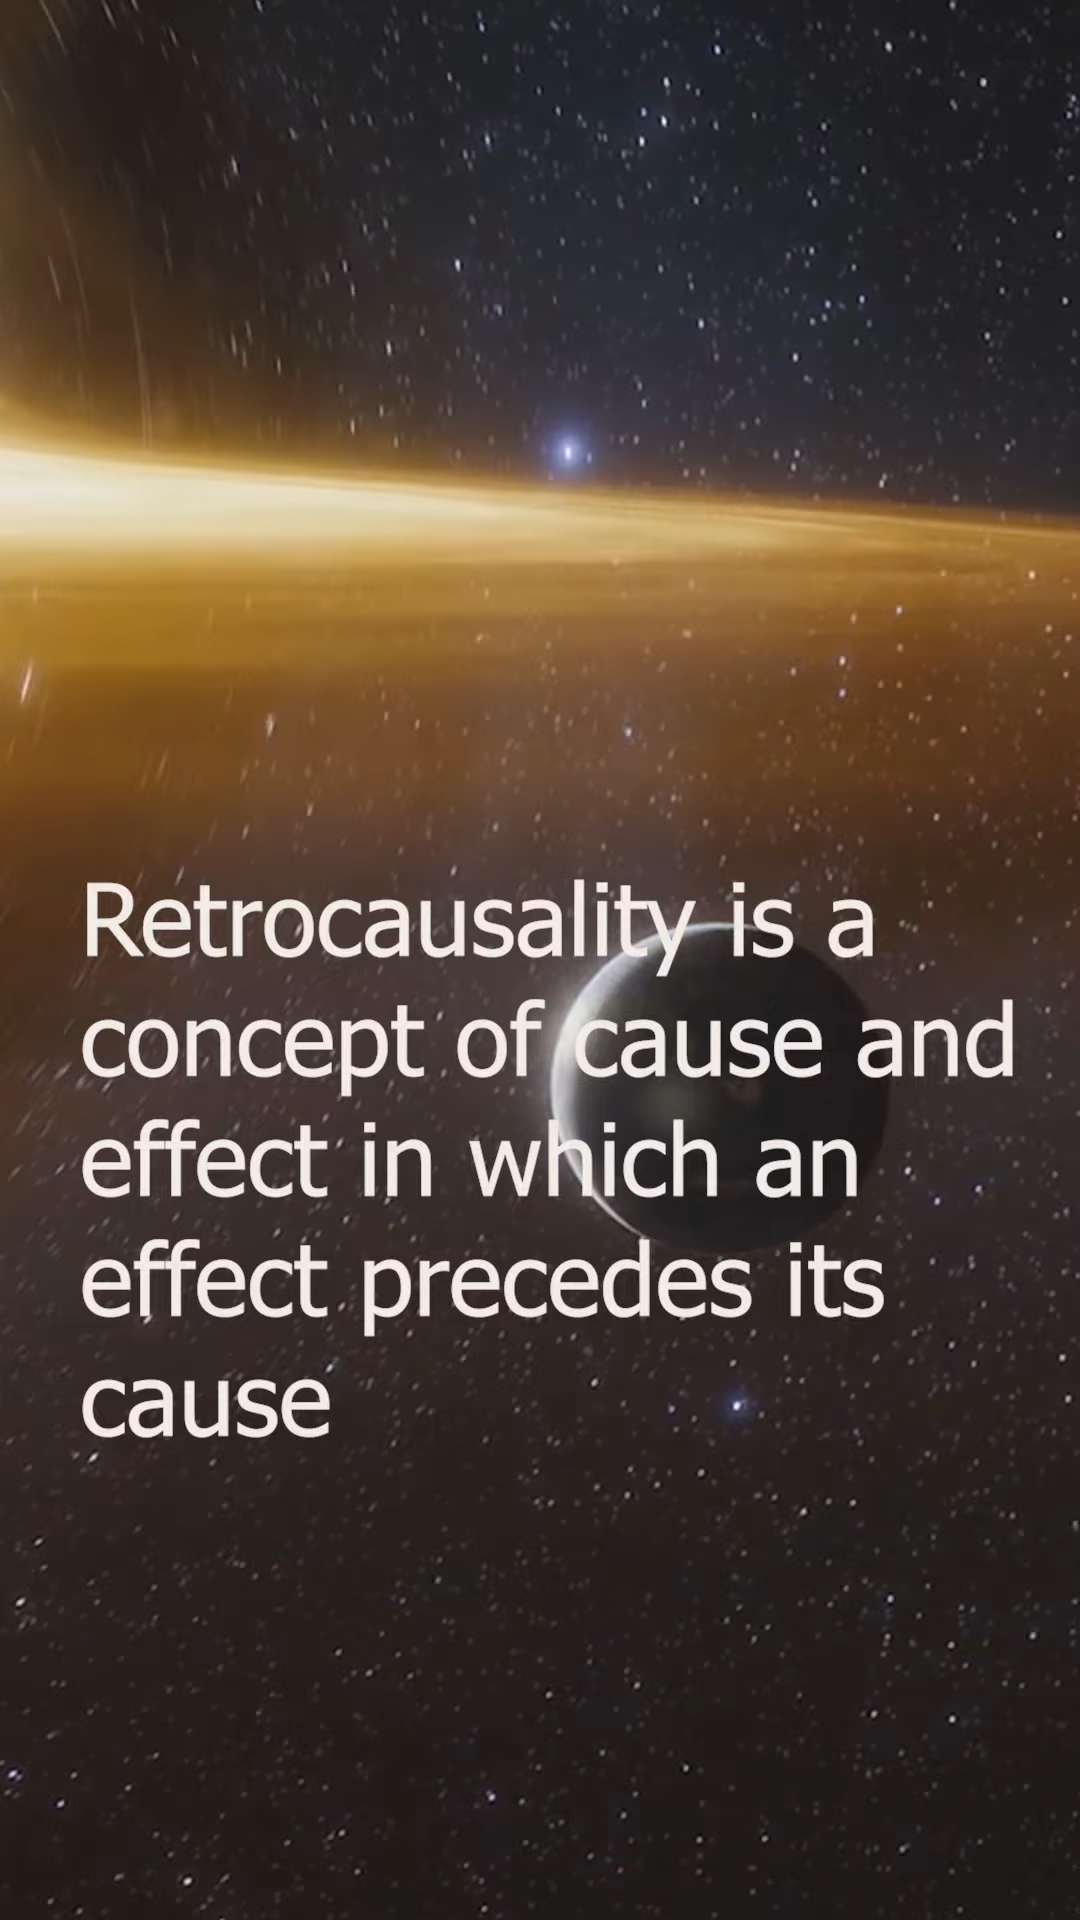 Retrocausality is a
concept of cause and
effect in which an
effect precedes its
cause